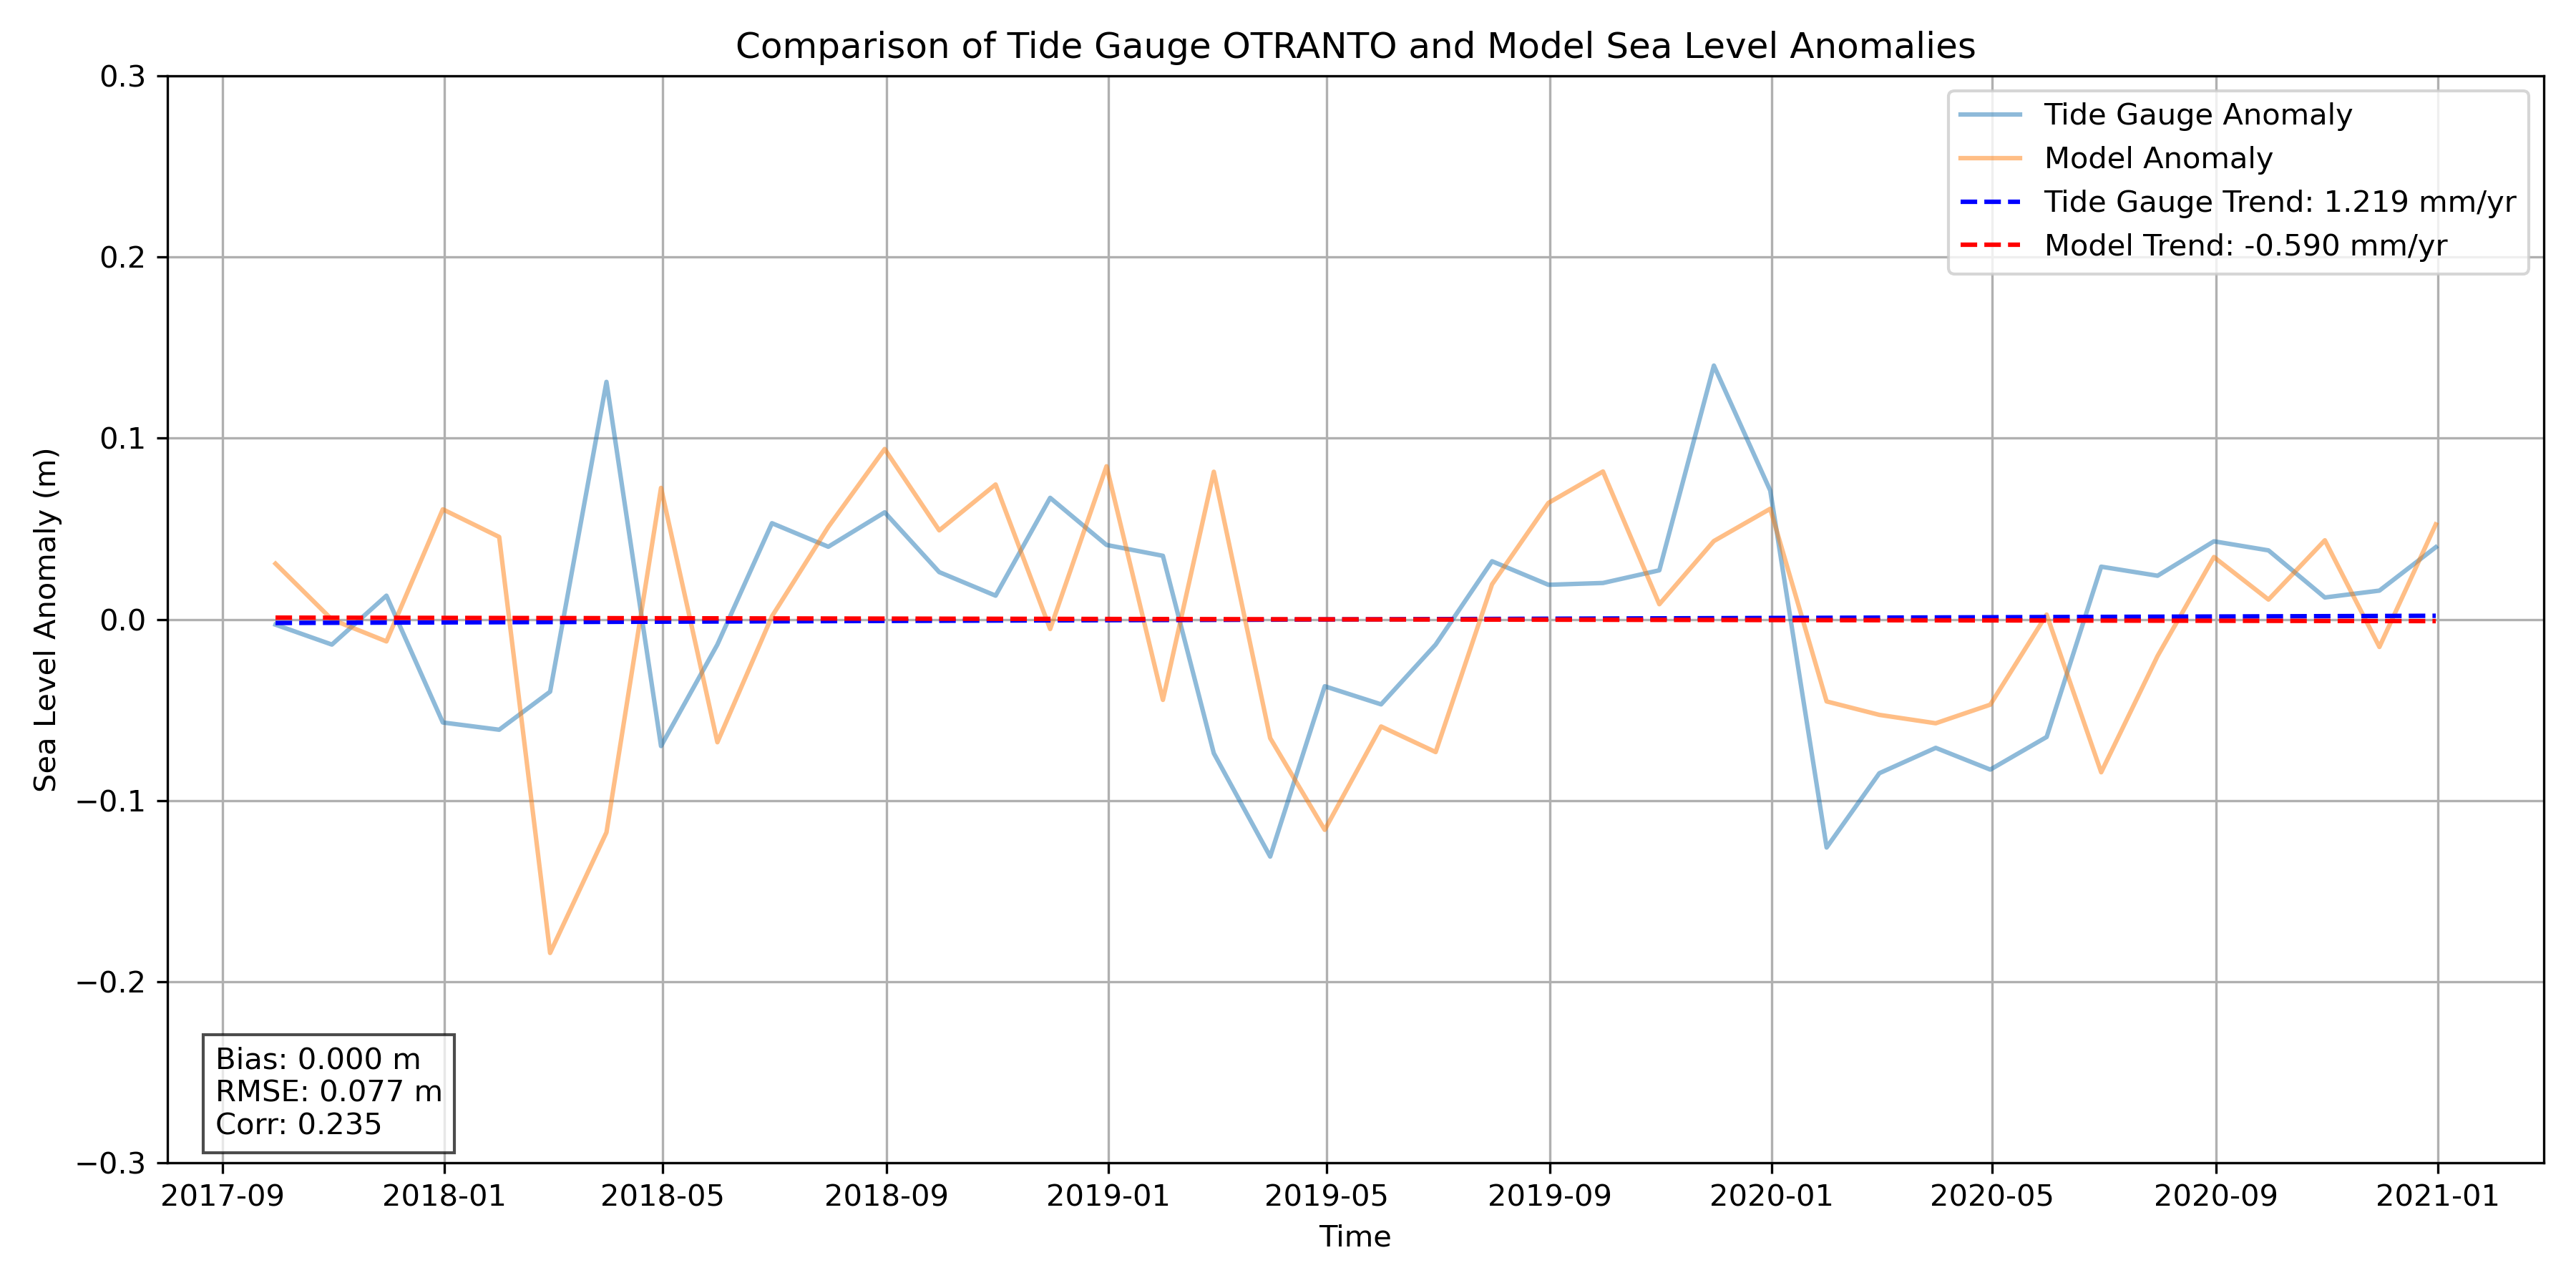 Comparison of Tide Gauge OTRANTO and Model Sea Level Anomalies
Tide Gauge Anomaly
Model Anomaly
Tide Gauge Trend: 1.219 mm/yr
Model Trend: -0.590 mm/yr
Sea Level Anomaly (m)
0.3
0.2
0.1
0.0
−0.1
−0.2
−0.3
Bias: 0.000 m
RMSE: 0.077 m
Corr: 0.235
2017-09 2018-01 2018-05 2018-09 2019-01 2019-05 2019-09 2020-01 2020-05 2020-09 2021-01
Time